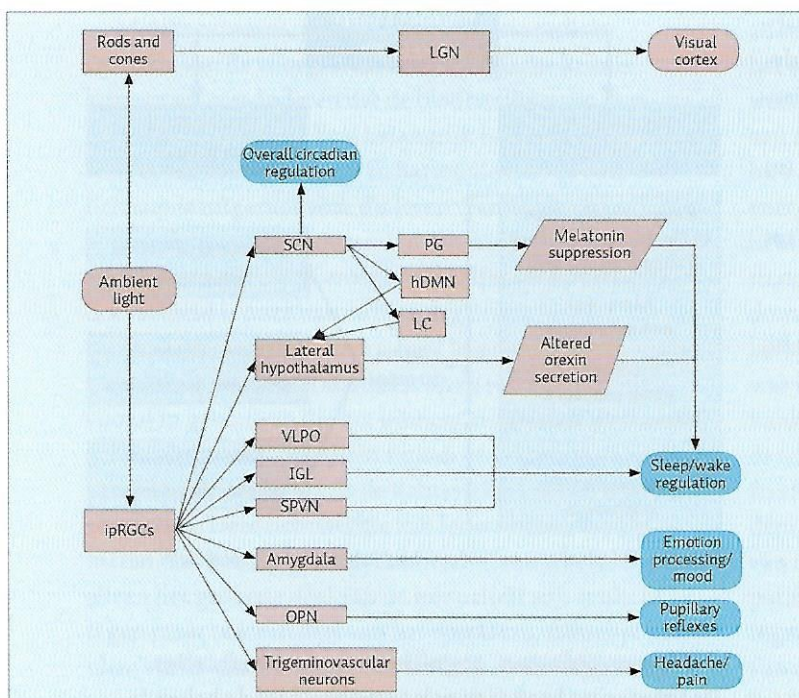 Rods and
cones
LGN
Visual
cortex
Overall circadian
regulation
SCN
PG
Melatonin
suppression
Ambient
light
hDMN
LC
Lateral
hypothalamus
Altered
orexin
secretion
VLPO
IGL
Sleep/wake
regulation
SPVN
ipRGCs
Amygdala
Emotion
processing/
mood
OPN
Pupillary
reflexes
Trigeminovascular
neurons
Headache/
pain